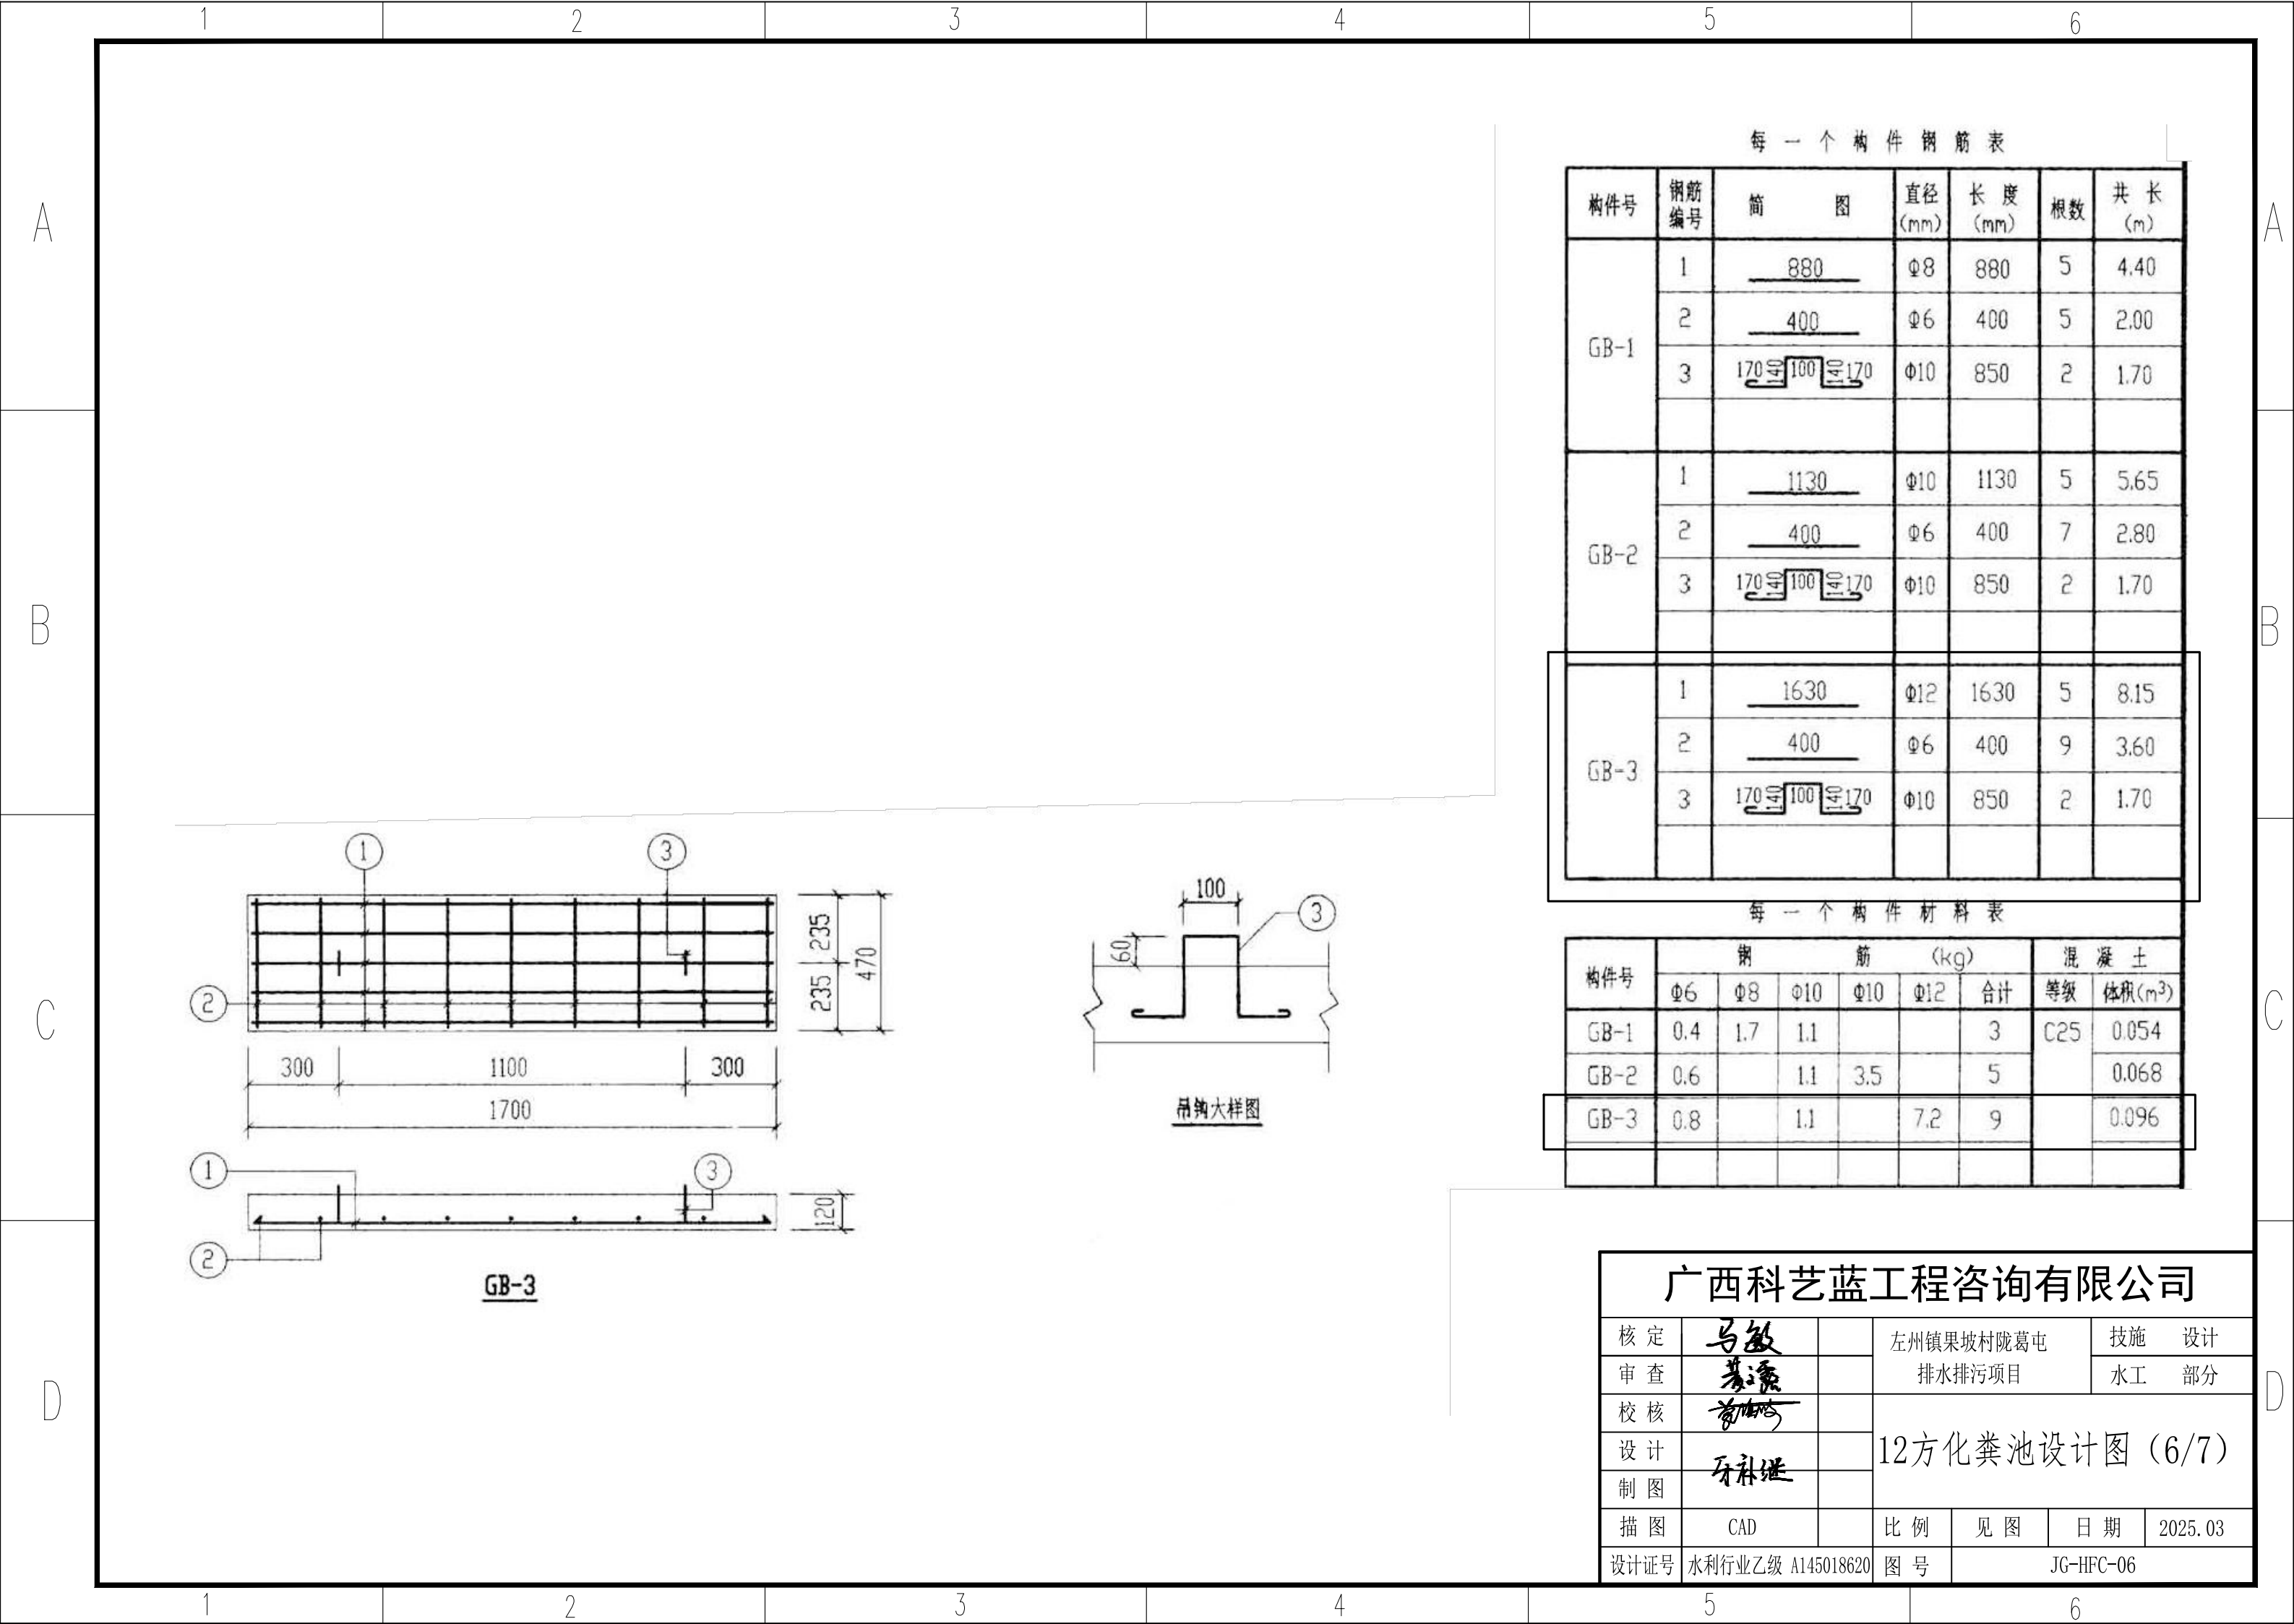 1 2 3 4 5 6
A A
B B
C C
D D
每一个构件钢筋表
构件号 钢筋编号 简图 直径(mm) 长度(mm) 根数 共长(m)
GB-1
1 880 Φ8 880 5 4.40
2 400 Φ6 400 5 2.00
3 170 140 100 140 170 Φ10 850 2 1.70
GB-2
1 1130 Φ10 1130 5 5.65
2 400 Φ6 400 7 2.80
3 170 140 100 140 170 Φ10 850 2 1.70
GB-3
1 1630 Φ12 1630 5 8.15
2 400 Φ6 400 9 3.60
3 170 140 100 140 170 Φ10 850 2 1.70
每一个构件材料表
构件号 钢筋(kg) 混凝土
Φ6 Φ8 Φ10 Φ10 Φ12 合计 等级 体积(m³)
GB-1 0.4 1.7 1.1 3 C25 0.054
GB-2 0.6 1.1 3.5 5 0.068
GB-3 0.8 1.1 7.2 9 0.096
1 3
235
235
470
2
300 1100 300
1700
1 3
120
2
GB-3
100
3
60
吊钩大样图
广西科艺蓝工程咨询有限公司
核定 马敏 左州镇果坡村陇葛屯 技施 设计
审查 排水排污项目 水工 部分
校核
设计 12方化粪池设计图（6/7）
制图
描图 CAD 比例 见图 日期 2025.03
设计证号 水利行业乙级 A145018620 图号 JG-HFC-06
1 2 3 4 5 6